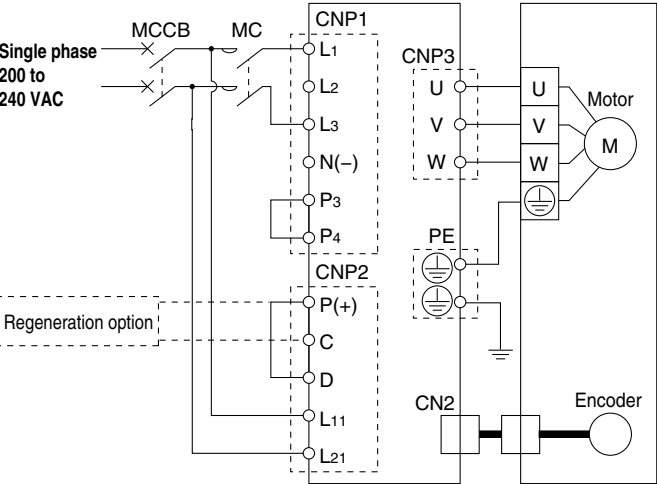 MCCB MC CNP1
Single phase
200 to
240 VAC
L1
L2
L3
N(−)
P3
P4
CNP3
U
V
W
U
V
W
Motor
M
PE
CNP2
P(+)
C
D
L11
L21
Regeneration option
CN2
Encoder